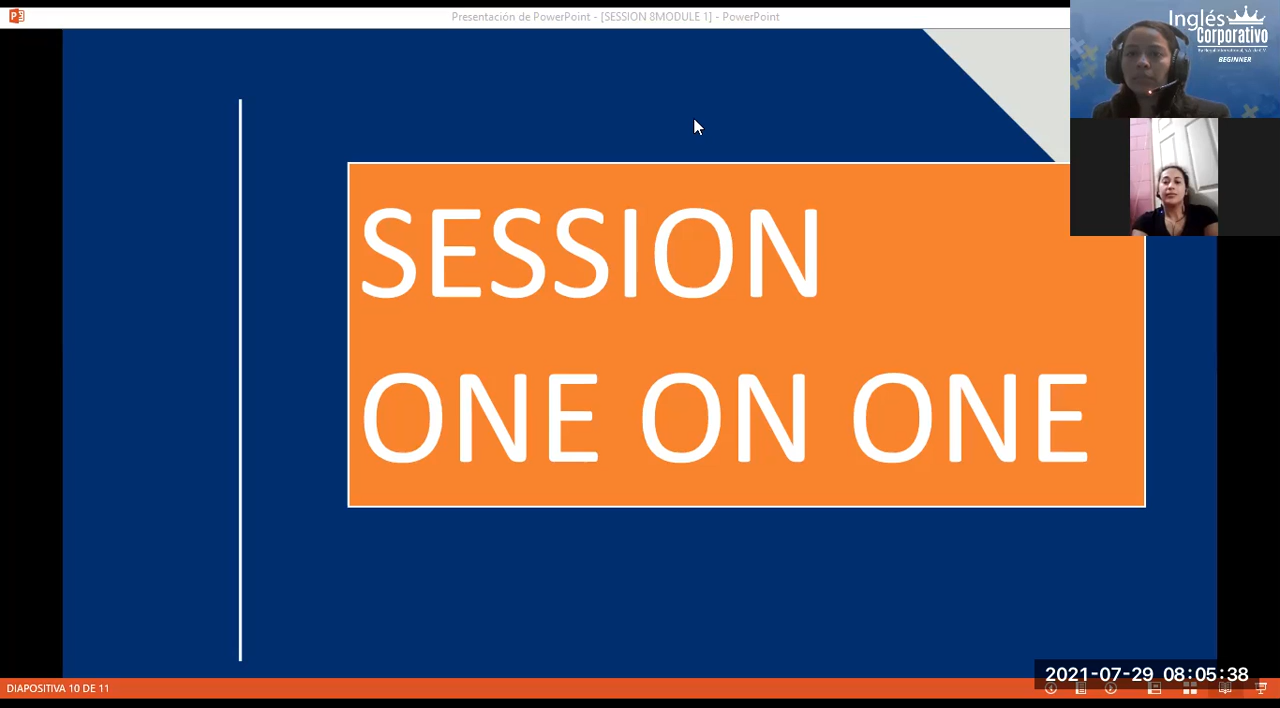 Presentación de PowerPoint - [SESSION 8MODULE 1] - PowerPoint
Inglés
Corporativo
BEGINNER
SESSION
ONE ON ONE
2021-07-29 08:05:38
DIAPOSITIVA 10 DE 11